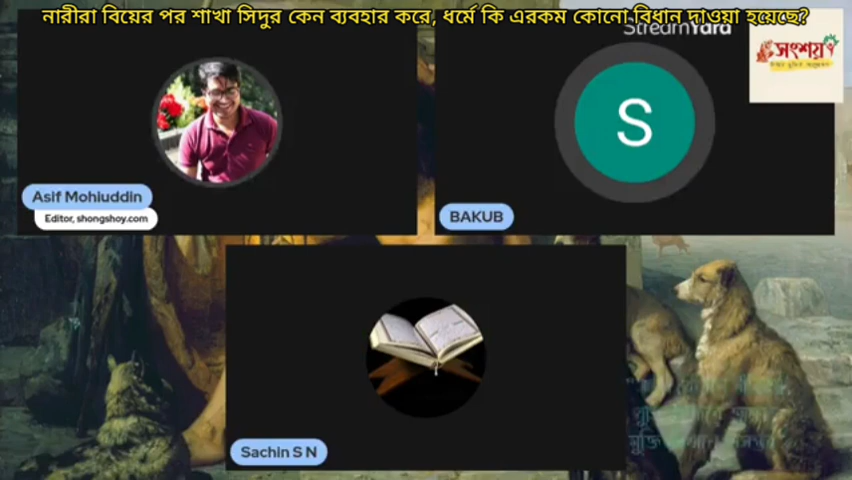 নারীরা বিয়ের পর শাখা সিদুর কেন ব্যবহার করে, ধর্মে কি এরকম কোনো বিধান দাওয়া হয়েছে?
StreamYard
সংশয়
Asif Mohiuddin
Editor, shongshoy.com
S
BAKUB
Sachin S N